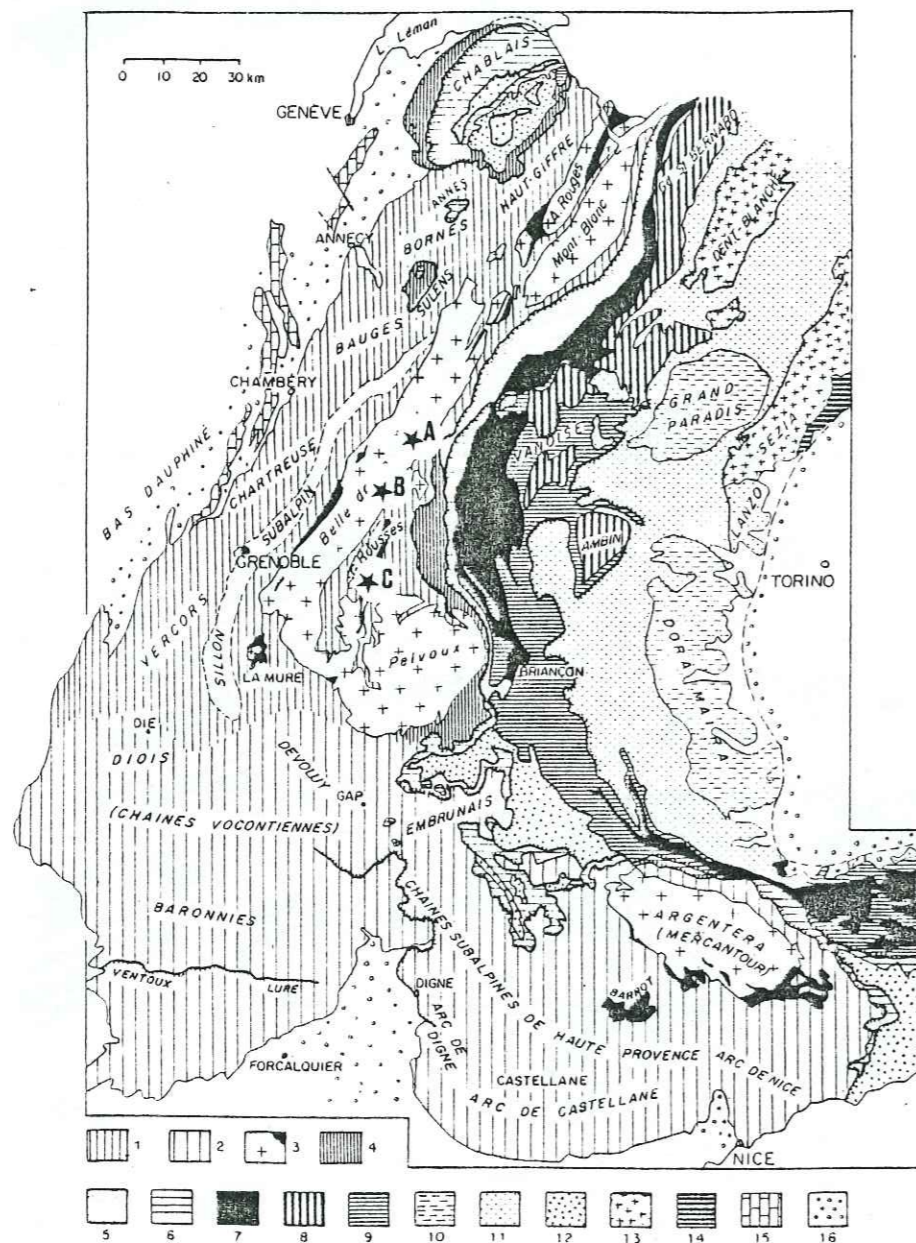 L. Léman
0 10 20 30 km
GENÈVE
CHABLAIS
HAUT-GIFFRE
A. Rouges
Mont-Blanc
Gd St BERNARD
DENT-BLANCHE
ANNES
BORNES
ANNECY
SULENS
BAUGES
CHAMBÉRY
GRAND
PARADIS
SEZIA
BAS DAUPHINÉ
CHARTREUSE
A
VANOISE
SUBALPIN
B
Belle de
LANZO
GRENOBLE
Rousses
AMBIN
C
TORINO
VERCORS
SILLON
DORA MAIRA
LA MURE
Pelvoux
BRIANÇON
DIE
DIOIS
DEVOLUY
GAP
(CHAINES VOCONTIENNES)
EMBRUNAIS
BARONNIES
CHAINES SUBALPINES DE HAUTE PROVENCE
ARGENTERA
(MERCANTOUR)
VENTOUX
LURE
DIGNE
BARROT
ARC DE
DIGNE
ARC DE NICE
FORCALQUIER
CASTELLANE
ARC DE CASTELLANE
NICE
1 2 3 4
5 6 7 8 9 10 11 12 13 14 15 16